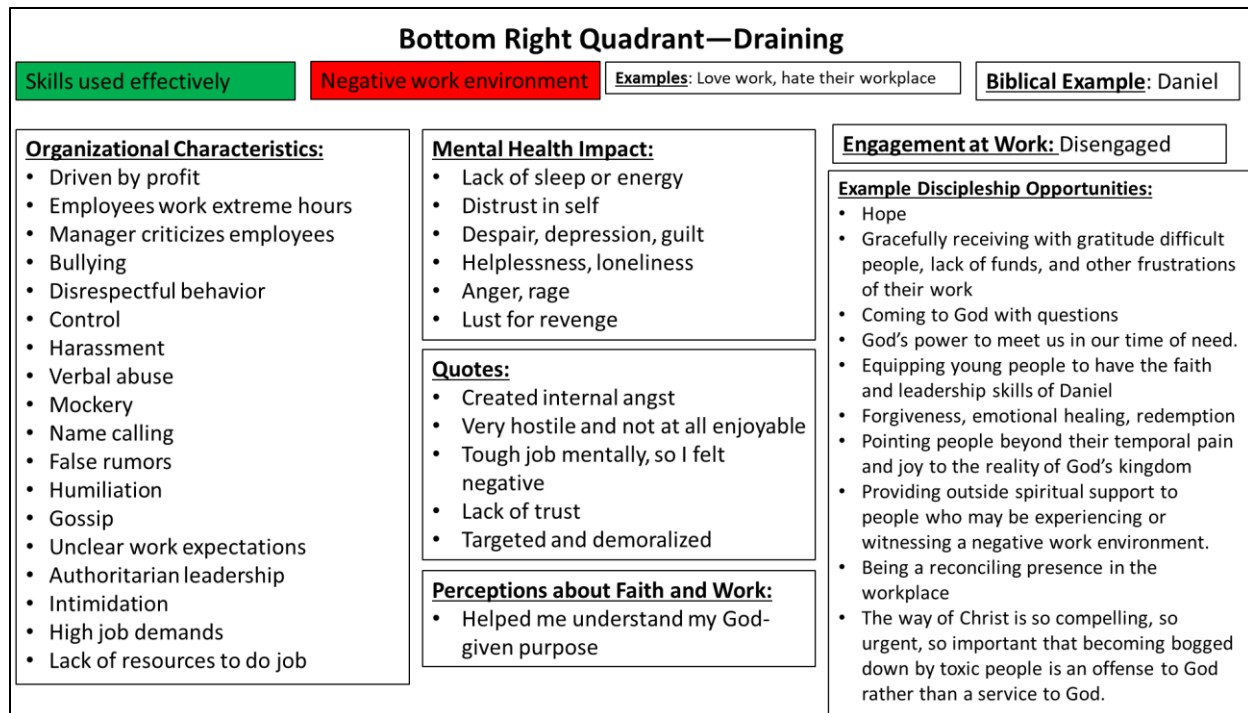 Bottom Right Quadrant—Draining
Skills used effectively
Negative work environment
Examples: Love work, hate their workplace
Biblical Example: Daniel
Organizational Characteristics:
• Driven by profit
• Employees work extreme hours
• Manager criticizes employees
• Bullying
• Disrespectful behavior
• Control
• Harassment
• Verbal abuse
• Mockery
• Name calling
• False rumors
• Humiliation
• Gossip
• Unclear work expectations
• Authoritarian leadership
• Intimidation
• High job demands
• Lack of resources to do job
Mental Health Impact:
• Lack of sleep or energy
• Distrust in self
• Despair, depression, guilt
• Helplessness, loneliness
• Anger, rage
• Lust for revenge
Quotes:
• Created internal angst
• Very hostile and not at all enjoyable
• Tough job mentally, so I felt
negative
• Lack of trust
• Targeted and demoralized
Perceptions about Faith and Work:
• Helped me understand my God-
given purpose
Engagement at Work: Disengaged
Example Discipleship Opportunities:
• Hope
• Gracefully receiving with gratitude difficult
people, lack of funds, and other frustrations
of their work
• Coming to God with questions
• God's power to meet us in our time of need.
• Equipping young people to have the faith
and leadership skills of Daniel
• Forgiveness, emotional healing, redemption
• Pointing people beyond their temporal pain
and joy to the reality of God's kingdom
• Providing outside spiritual support to
people who may be experiencing or
witnessing a negative work environment.
• Being a reconciling presence in the
workplace
• The way of Christ is so compelling, so
urgent, so important that becoming bogged
down by toxic people is an offense to God
rather than a service to God.